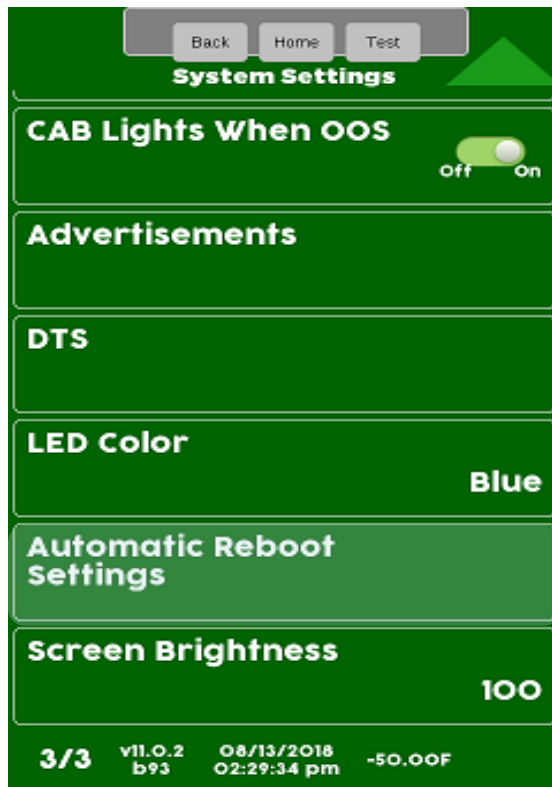 Back Home Test
System Settings
CAB Lights When OOS
Off On
Advertisements
DTS
LED Color
Blue
Automatic Reboot
Settings
Screen Brightness
100
3/3 v11.0.2 08/13/2018 -50.00F
b93 02:29:34 pm